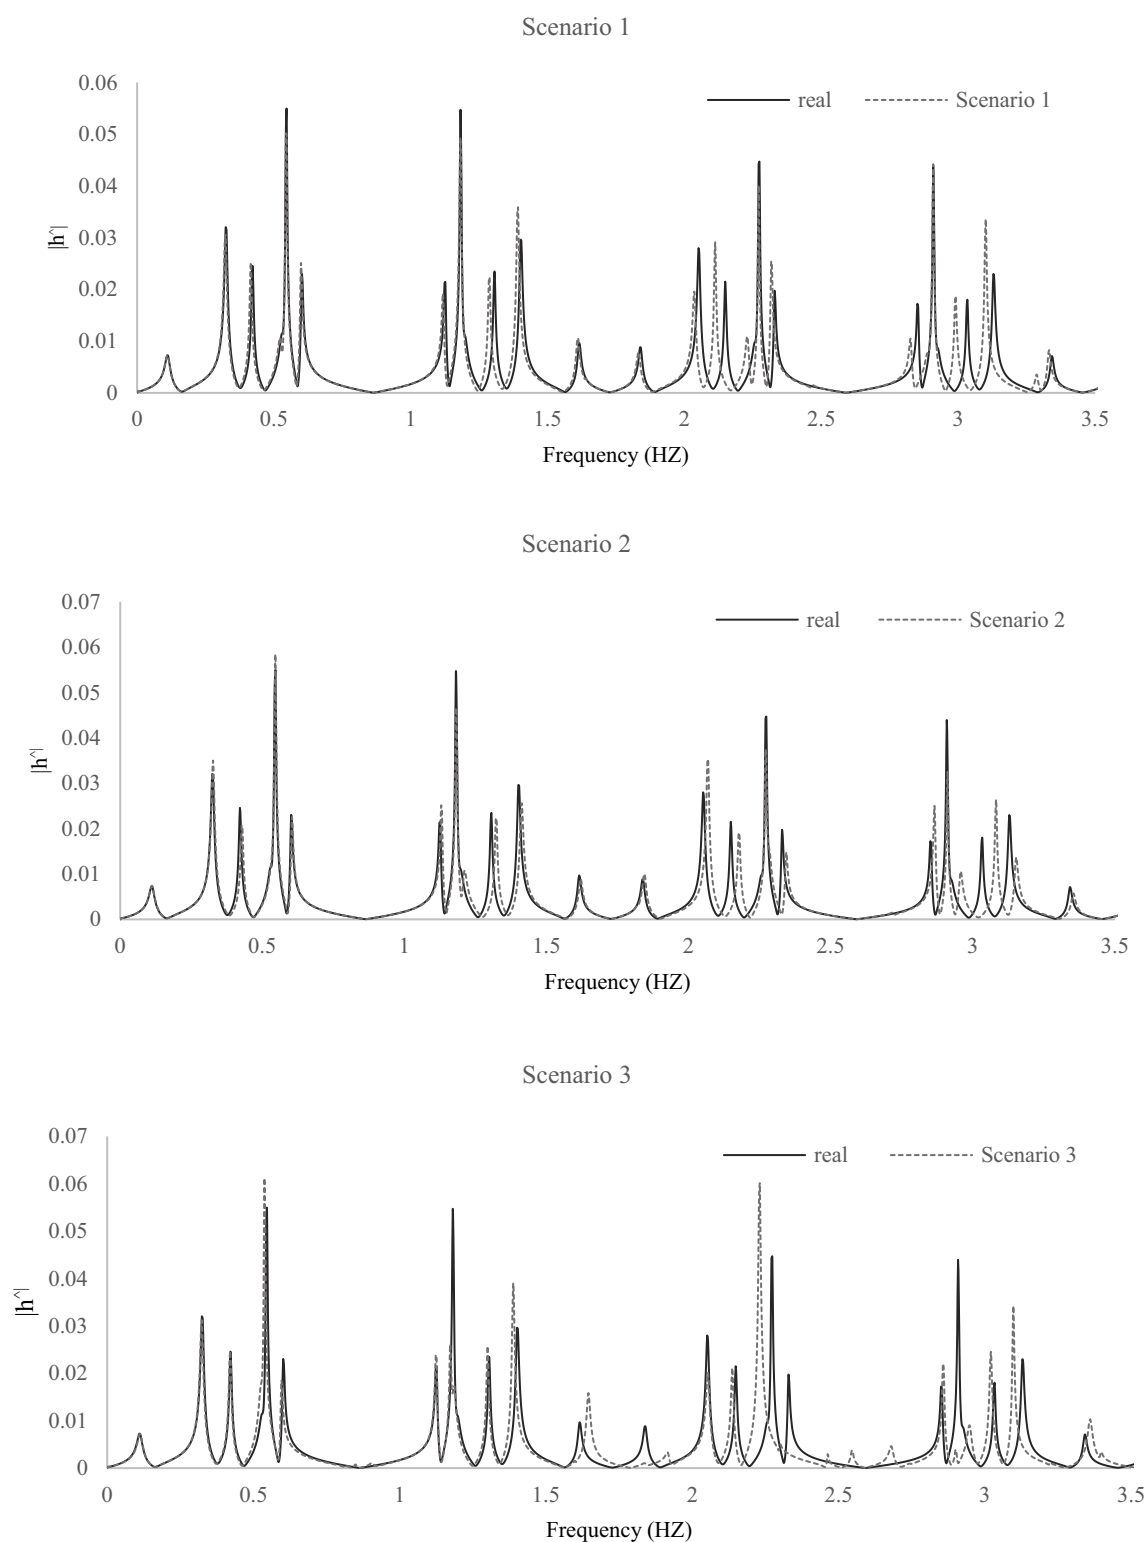 Scenario 1
0.06
real
Scenario 1
0.05
0.04
0.03
|h^|
0.02
0.01
0
0 0.5 1 1.5 2 2.5 3 3.5
Frequency (HZ)
Scenario 2
0.07
real
Scenario 2
0.06
0.05
0.04
|h^|
0.03
0.02
0.01
0
0 0.5 1 1.5 2 2.5 3 3.5
Frequency (HZ)
Scenario 3
0.07
real
Scenario 3
0.06
0.05
0.04
|h^|
0.03
0.02
0.01
0
0 0.5 1 1.5 2 2.5 3 3.5
Frequency (HZ)